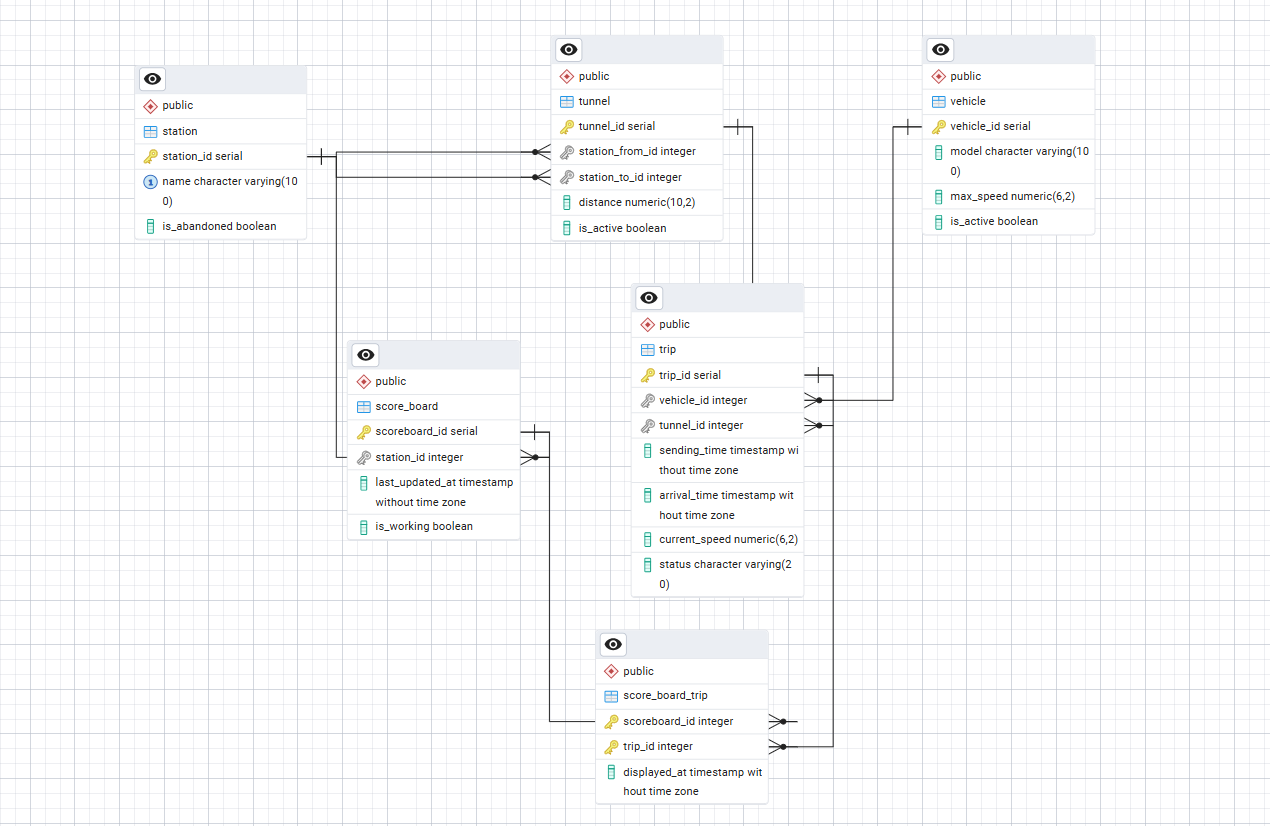 public
station
station_id serial
name character varying(10
0)
is_abandoned boolean
public
tunnel
tunnel_id serial
station_from_id integer
station_to_id integer
distance numeric(10,2)
is_active boolean
public
vehicle
vehicle_id serial
model character varying(10
0)
max_speed numeric(6,2)
is_active boolean
public
score_board
scoreboard_id serial
station_id integer
last_updated_at timestamp
without time zone
is_working boolean
public
trip
trip_id serial
vehicle_id integer
tunnel_id integer
sending_time timestamp wi
thout time zone
arrival_time timestamp wit
hout time zone
current_speed numeric(6,2)
status character varying(2
0)
public
score_board_trip
scoreboard_id integer
trip_id integer
displayed_at timestamp wit
hout time zone